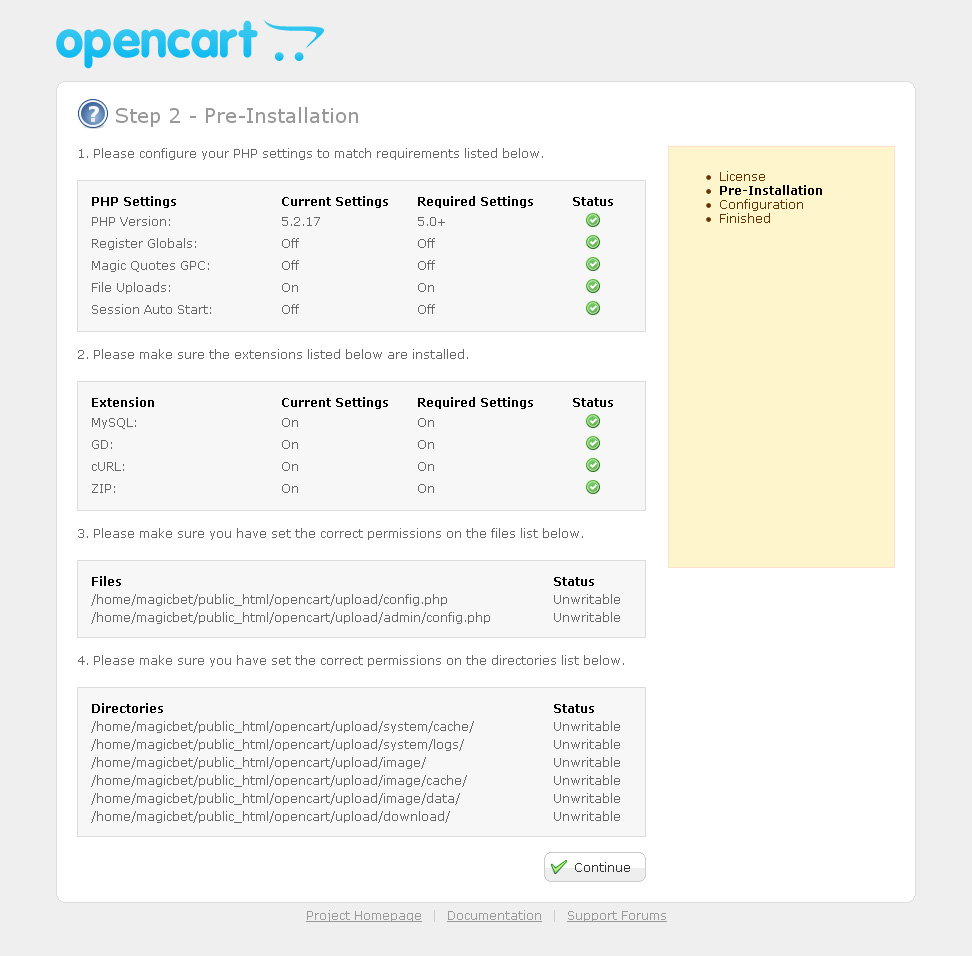 opencart
Step 2 - Pre-Installation
1. Please configure your PHP settings to match requirements listed below.
PHP Settings Current Settings Required Settings Status
PHP Version: 5.2.17 5.0+
Register Globals: Off Off
Magic Quotes GPC: Off Off
File Uploads: On On
Session Auto Start: Off Off
2. Please make sure the extensions listed below are installed.
Extension Current Settings Required Settings Status
MySQL: On On
GD: On On
cURL: On On
ZIP: On On
3. Please make sure you have set the correct permissions on the files list below.
Files Status
/home/magicbet/public_html/opencart/upload/config.php Unwritable
/home/magicbet/public_html/opencart/upload/admin/config.php Unwritable
4. Please make sure you have set the correct permissions on the directories list below.
Directories Status
/home/magicbet/public_html/opencart/upload/system/cache/ Unwritable
/home/magicbet/public_html/opencart/upload/system/logs/ Unwritable
/home/magicbet/public_html/opencart/upload/image/ Unwritable
/home/magicbet/public_html/opencart/upload/image/cache/ Unwritable
/home/magicbet/public_html/opencart/upload/image/data/ Unwritable
/home/magicbet/public_html/opencart/upload/download/ Unwritable
Continue
License
Pre-Installation
Configuration
Finished
Project Homepage | Documentation | Support Forums